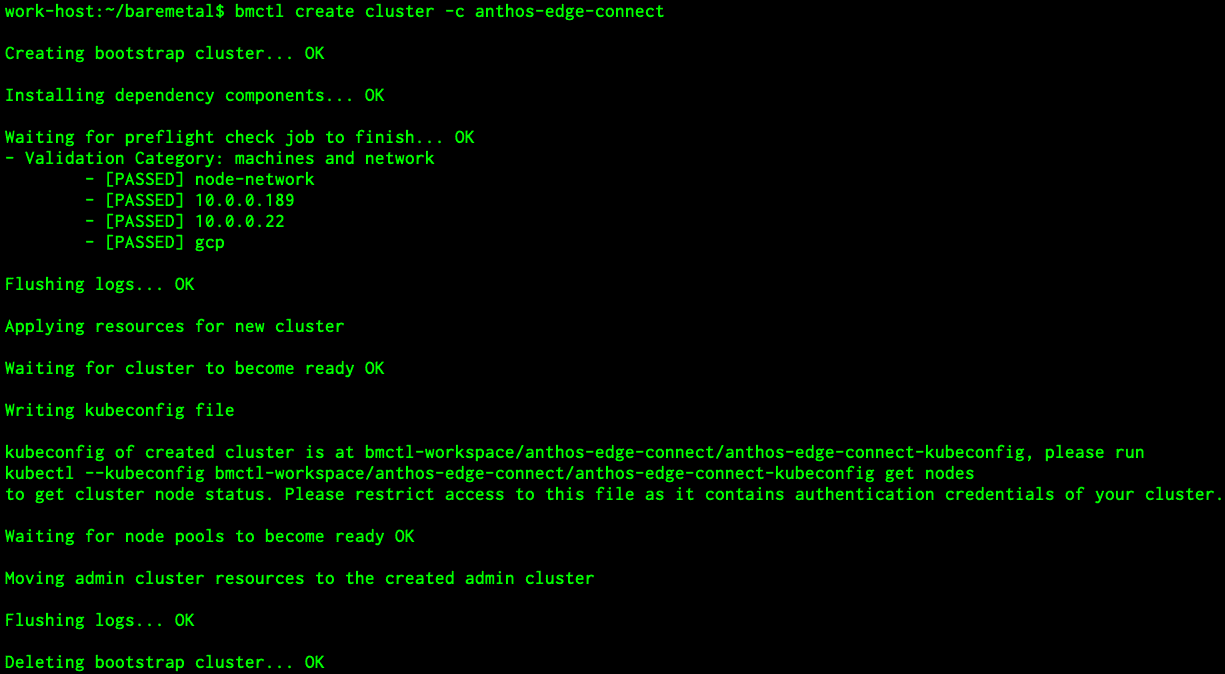 work-host:~/baremetal$ bmctl create cluster -c anthos-edge-connect
Creating bootstrap cluster... OK
Installing dependency components... OK
Waiting for preflight check job to finish... OK
- Validation Category: machines and network
        - [PASSED] node-network
        - [PASSED] 10.0.0.189
        - [PASSED] 10.0.0.22
        - [PASSED] gcp
Flushing logs... OK
Applying resources for new cluster
Waiting for cluster to become ready OK
Writing kubeconfig file
kubeconfig of created cluster is at bmctl-workspace/anthos-edge-connect/anthos-edge-connect-kubeconfig, please run
kubectl --kubeconfig bmctl-workspace/anthos-edge-connect/anthos-edge-connect-kubeconfig get nodes
to get cluster node status. Please restrict access to this file as it contains authentication credentials of your cluster.
Waiting for node pools to become ready OK
Moving admin cluster resources to the created admin cluster
Flushing logs... OK
Deleting bootstrap cluster... OK